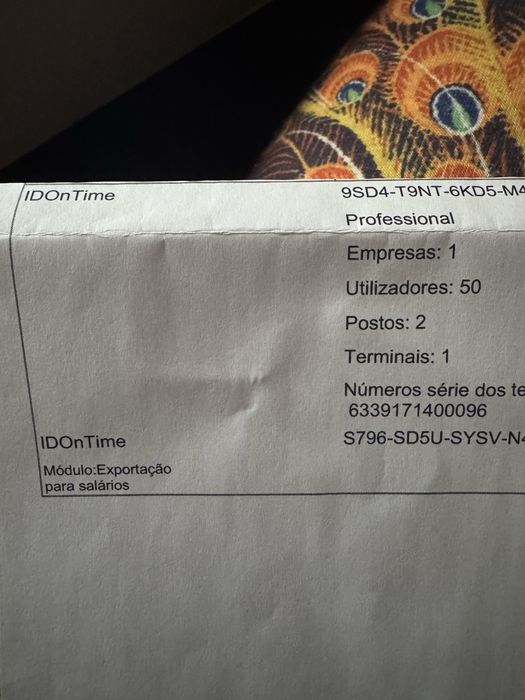 IDOnTime 9SD4-T9NT-6KD5-M4
Professional
Empresas: 1
Utilizadores: 50
Postos: 2
Terminais: 1
Números série dos te
6339171400096
IDOnTime S796-SD5U-SYSV-N4
Módulo:Exportação
para salários